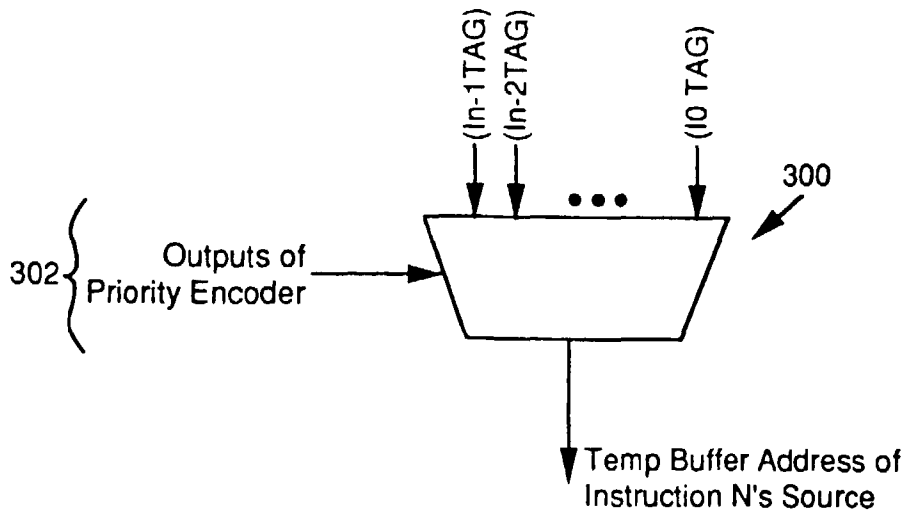 (In-1TAG)
(In-2TAG)
(I0 TAG)
300
302
Outputs of
Priority Encoder
Temp Buffer Address of
Instruction N's Source